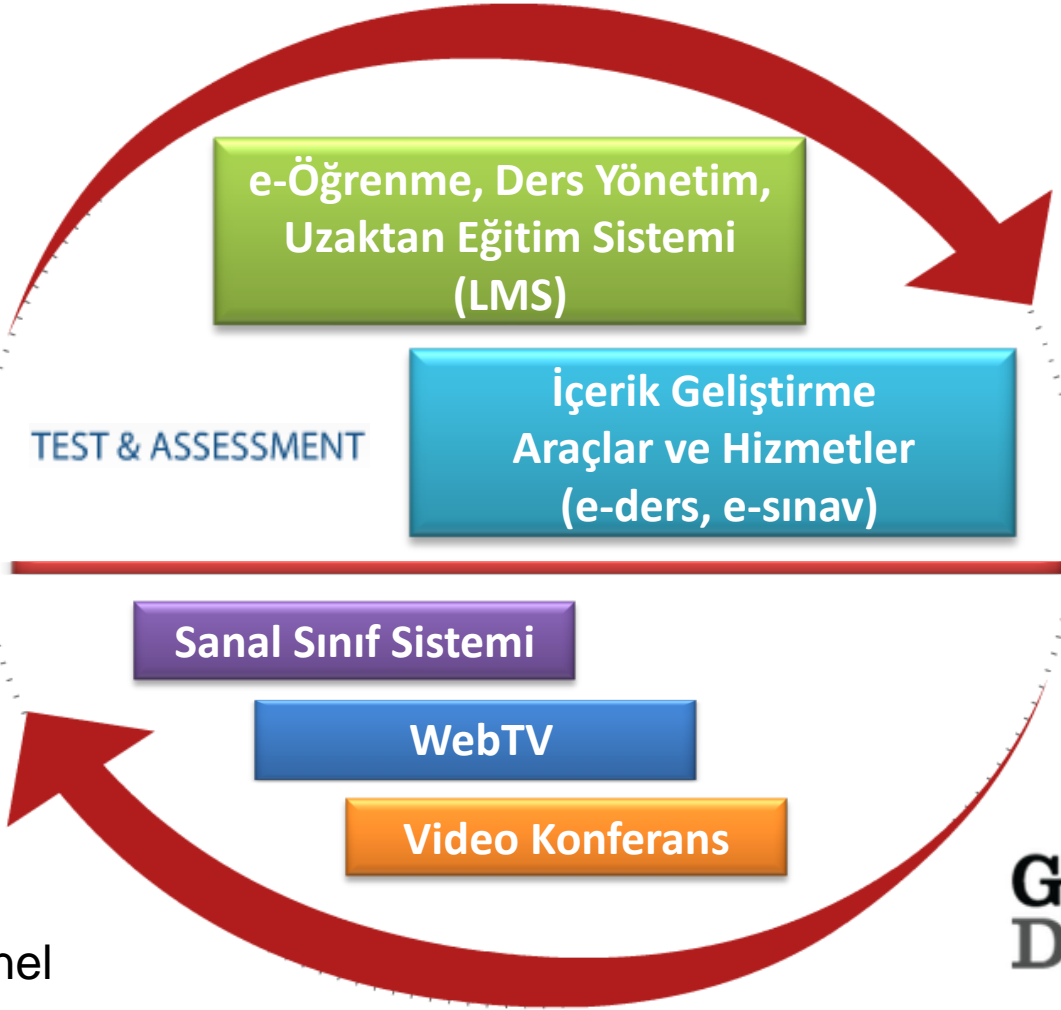 e-Öğrenme, Ders Yönetim,
Uzaktan Eğitim Sistemi
(LMS)
İçerik Geliştirme
Araçlar ve Hizmetler
(e-ders, e-sınav)
TEST & ASSESSMENT
Sanal Sınıf Sistemi
WebTV
Video Konferans